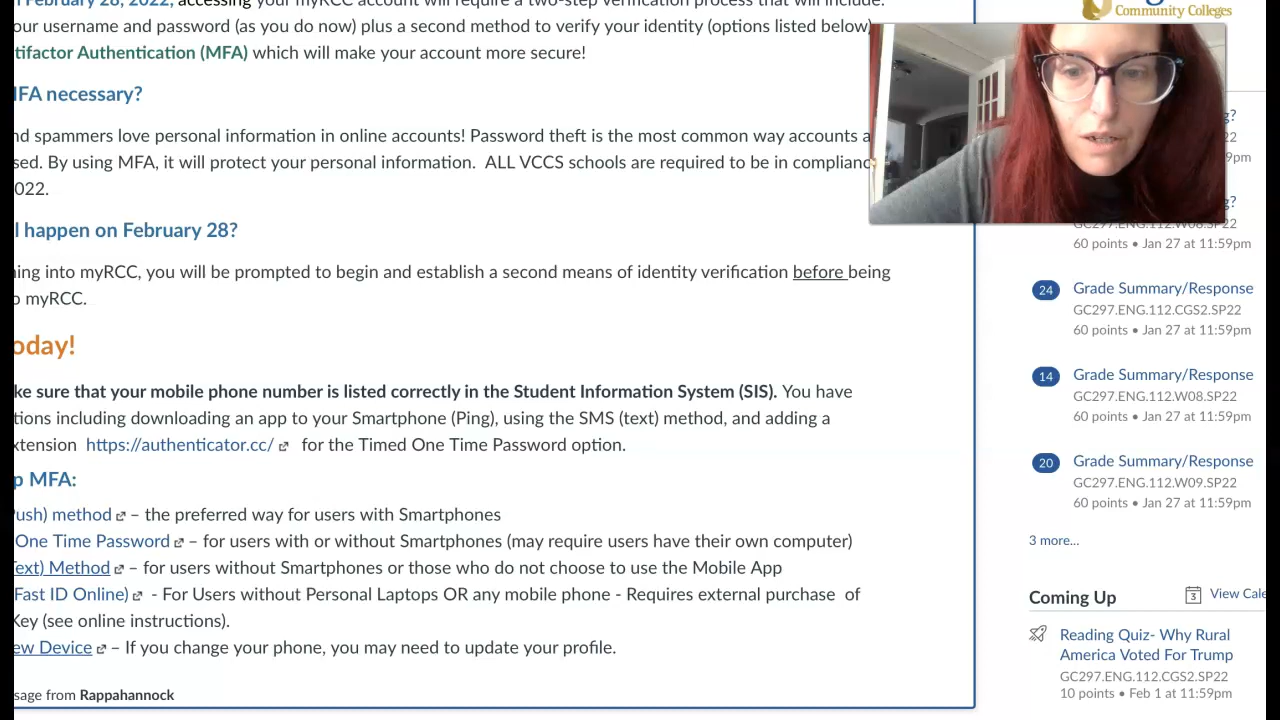 February 28, 2022, accessing your myRCC account will require a two-step verification process that will include:
our username and password (as you do now) plus a second method to verify your identity (options listed below)
tifactor Authentication (MFA) which will make your account more secure!
MFA necessary?
nd spammers love personal information in online accounts! Password theft is the most common way accounts a
sed. By using MFA, it will protect your personal information.  ALL VCCS schools are required to be in complianc
022.
l happen on February 28?
ning into myRCC, you will be prompted to begin and establish a second means of identity verification before being
o myRCC.
oday!
ke sure that your mobile phone number is listed correctly in the Student Information System (SIS). You have
tions including downloading an app to your Smartphone (Ping), using the SMS (text) method, and adding a
xtension https://authenticator.cc/ for the Timed One Time Password option.
p MFA:
Push) method – the preferred way for users with Smartphones
One Time Password – for users with or without Smartphones (may require users have their own computer)
Text) Method – for users without Smartphones or those who do not choose to use the Mobile App
Fast ID Online) - For Users without Personal Laptops OR any mobile phone - Requires external purchase of
Key (see online instructions).
ew Device – If you change your phone, you may need to update your profile.
sage from Rappahannock
Community Colleges
g?
22
9pm
g?
GC297.ENG.112.W08.SP22
60 points • Jan 27 at 11:59pm
24 Grade Summary/Response
GC297.ENG.112.CGS2.SP22
60 points • Jan 27 at 11:59pm
14 Grade Summary/Response
GC297.ENG.112.W08.SP22
60 points • Jan 27 at 11:59pm
20 Grade Summary/Response
GC297.ENG.112.W09.SP22
60 points • Jan 27 at 11:59pm
3 more...
Coming Up
3 View Cale
Reading Quiz- Why Rural
America Voted For Trump
GC297.ENG.112.CGS2.SP22
10 points • Feb 1 at 11:59pm